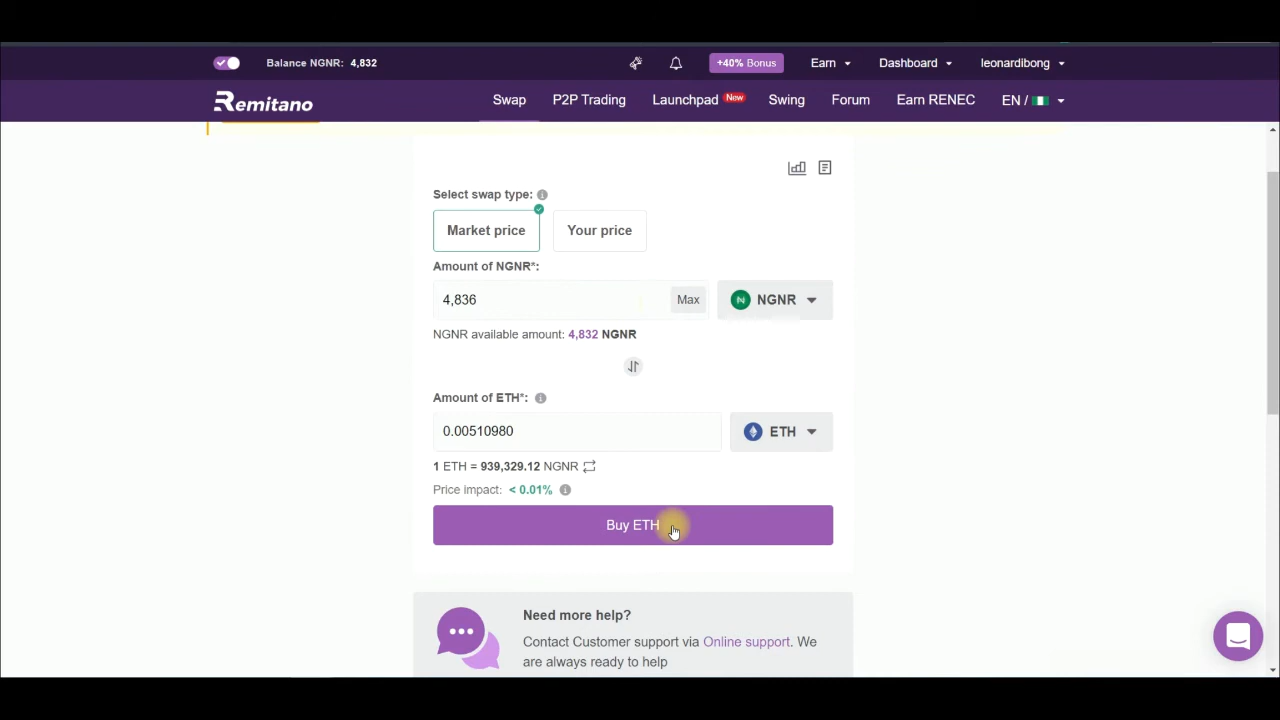 Balance NGNR: 4,832
+40% Bonus
Earn
Dashboard
leonardibong
Remitano
Swap
P2P Trading
Launchpad New
Swing
Forum
Earn RENEC
EN /
Select swap type:
Market price
Your price
Amount of NGNR*:
4,836
Max
NGNR
NGNR available amount: 4,832 NGNR
Amount of ETH*:
0.00510980
ETH
1 ETH = 939,329.12 NGNR
Price impact: < 0.01%
Buy ETH
Need more help?
Contact Customer support via Online support. We
are always ready to help